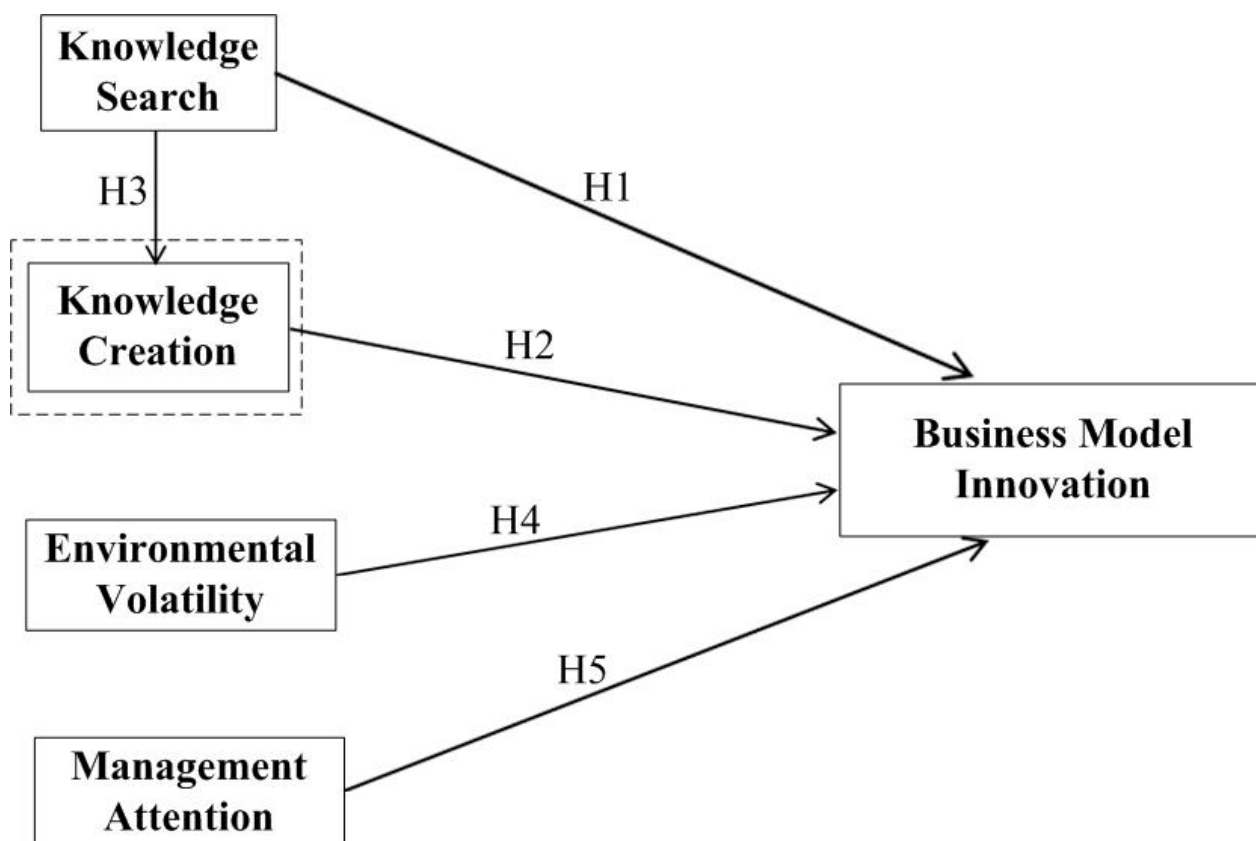 Knowledge
Search
H3
H1
Knowledge
Creation
H2
Business Model
Innovation
Environmental
Volatility
H4
H5
Management
Attention